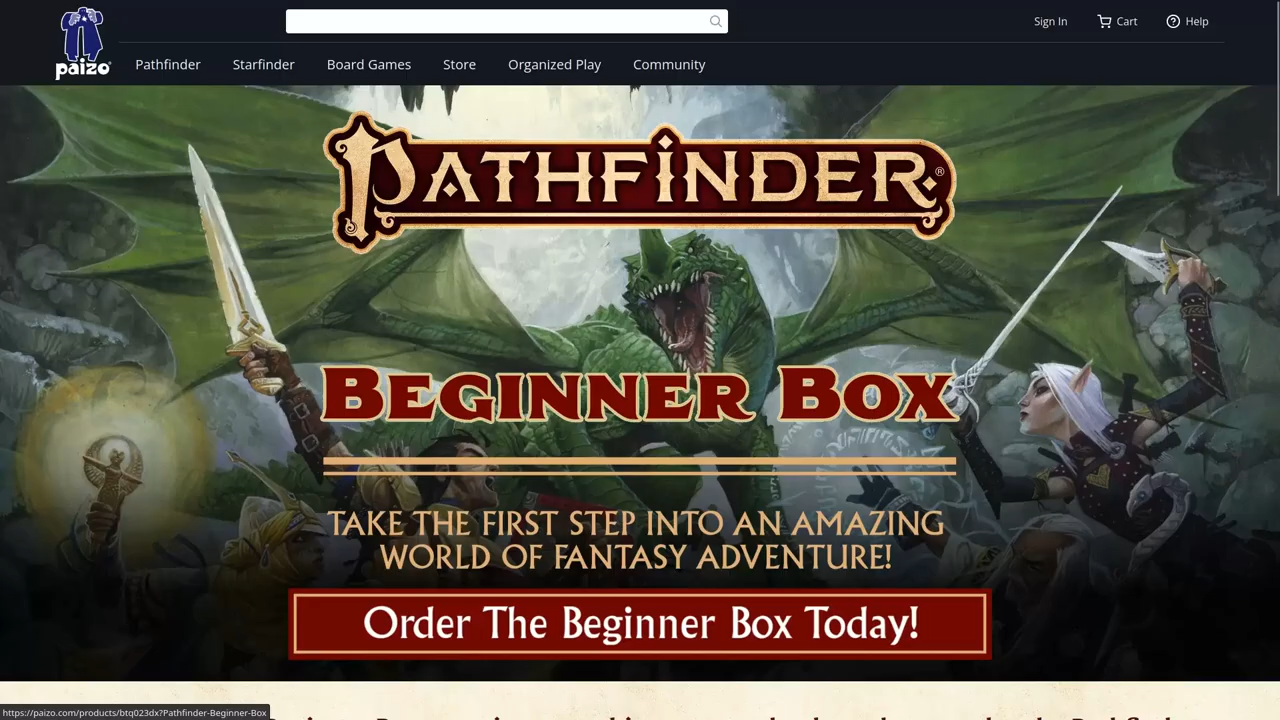 Sign In
Cart
Help
paizo
Pathfinder
Starfinder
Board Games
Store
Organized Play
Community
PATHFINDER®
BEGINNER BOX
TAKE THE FIRST STEP INTO AN AMAZING
WORLD OF FANTASY ADVENTURE!
Order The Beginner Box Today!
https://paizo.com/products/btq023dx?Pathfinder-Beginner-Box